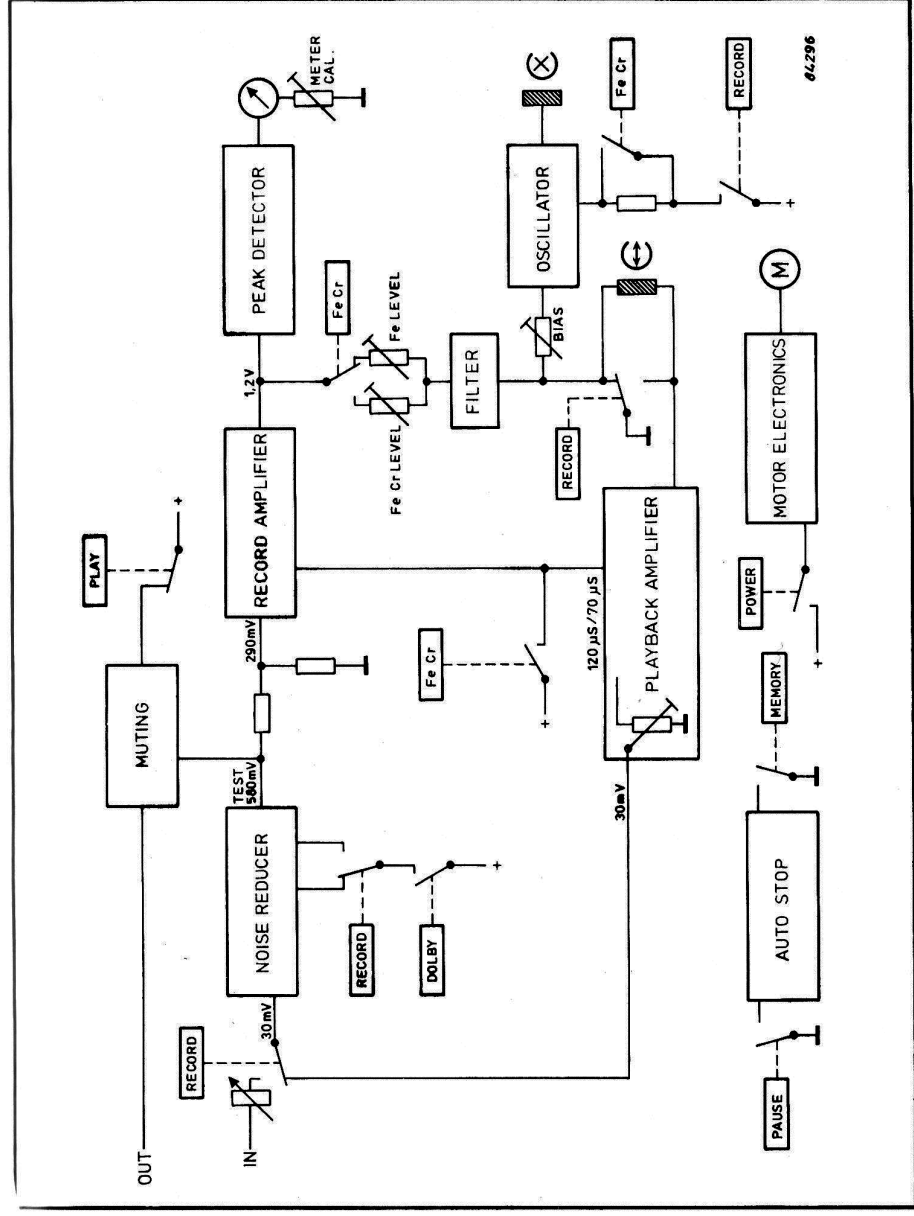 OUT
IN
RECORD
30mV
NOISE REDUCER
RECORD
DOLBY
+
TEST
580mV
MUTING
PLAY
+
290mV
RECORD AMPLIFIER
1,2V
PEAK DETECTOR
METER
CAL.
Fe Cr
Fe Cr LEVEL
Fe LEVEL
FILTER
BIAS
OSCILLATOR
Fe Cr
RECORD
+
RECORD
Fe Cr
+
120 µS/70 µS
PLAYBACK AMPLIFIER
30mV
PAUSE
AUTO STOP
MEMORY
POWER
+
MOTOR ELECTRONICS
M
84296